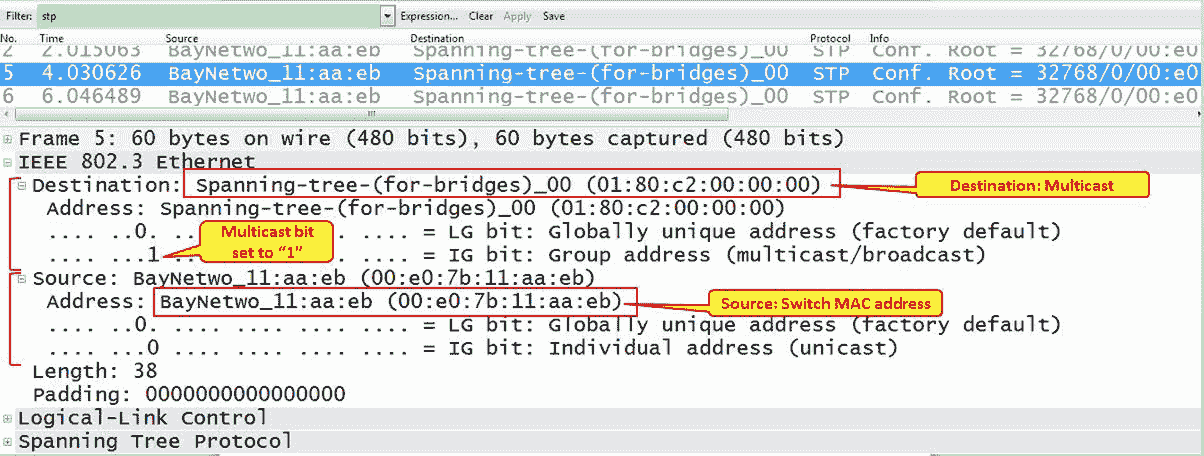 Filter: stp Expression... Clear Apply Save
No. Time Source Destination Protocol Info
2 2.015063 BayNetwo_11:aa:eb Spanning-tree-(for-bridges)_00 STP Conf. Root = 32768/0/00:e0
5 4.030626 BayNetwo_11:aa:eb Spanning-tree-(for-bridges)_00 STP Conf. Root = 32768/0/00:e0
6 6.046489 BayNetwo_11:aa:eb Spanning-tree-(for-bridges)_00 STP Conf. Root = 32768/0/00:e0
Frame 5: 60 bytes on wire (480 bits), 60 bytes captured (480 bits)
IEEE 802.3 Ethernet
Destination: Spanning-tree-(for-bridges)_00 (01:80:c2:00:00:00)
Destination: Multicast
Address: Spanning-tree-(for-bridges)_00 (01:80:c2:00:00:00)
.... ..0. .... .... = LG bit: Globally unique address (factory default)
Multicast bit
set to "1"
.... ...1 .... .... = IG bit: Group address (multicast/broadcast)
Source: BayNetwo_11:aa:eb (00:e0:7b:11:aa:eb)
Address: BayNetwo_11:aa:eb (00:e0:7b:11:aa:eb)
Source: Switch MAC address
.... ..0. .... .... .... .... = LG bit: Globally unique address (factory default)
.... ...0 .... .... .... .... = IG bit: Individual address (unicast)
Length: 38
Padding: 0000000000000000
Logical-Link Control
Spanning Tree Protocol